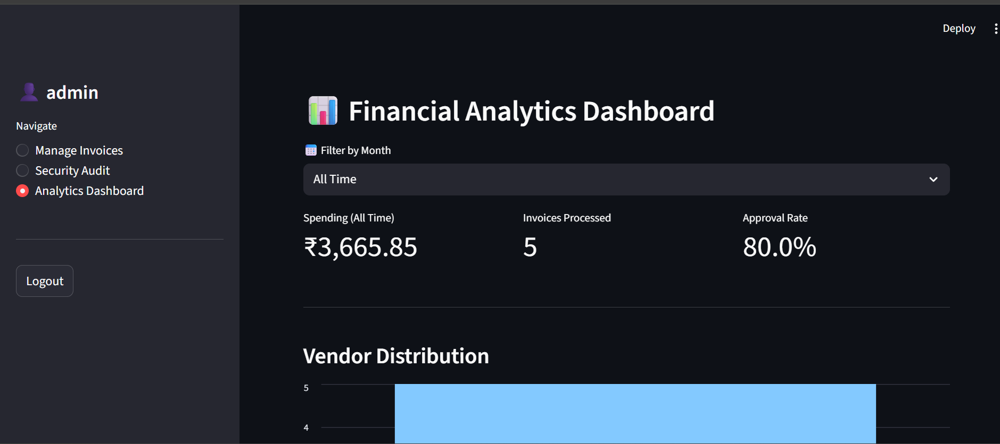 Deploy
admin
Navigate
Manage Invoices
Security Audit
Analytics Dashboard
Logout
Financial Analytics Dashboard
Filter by Month
All Time
Spending (All Time)
₹3,665.85
Invoices Processed
5
Approval Rate
80.0%
Vendor Distribution
5
4